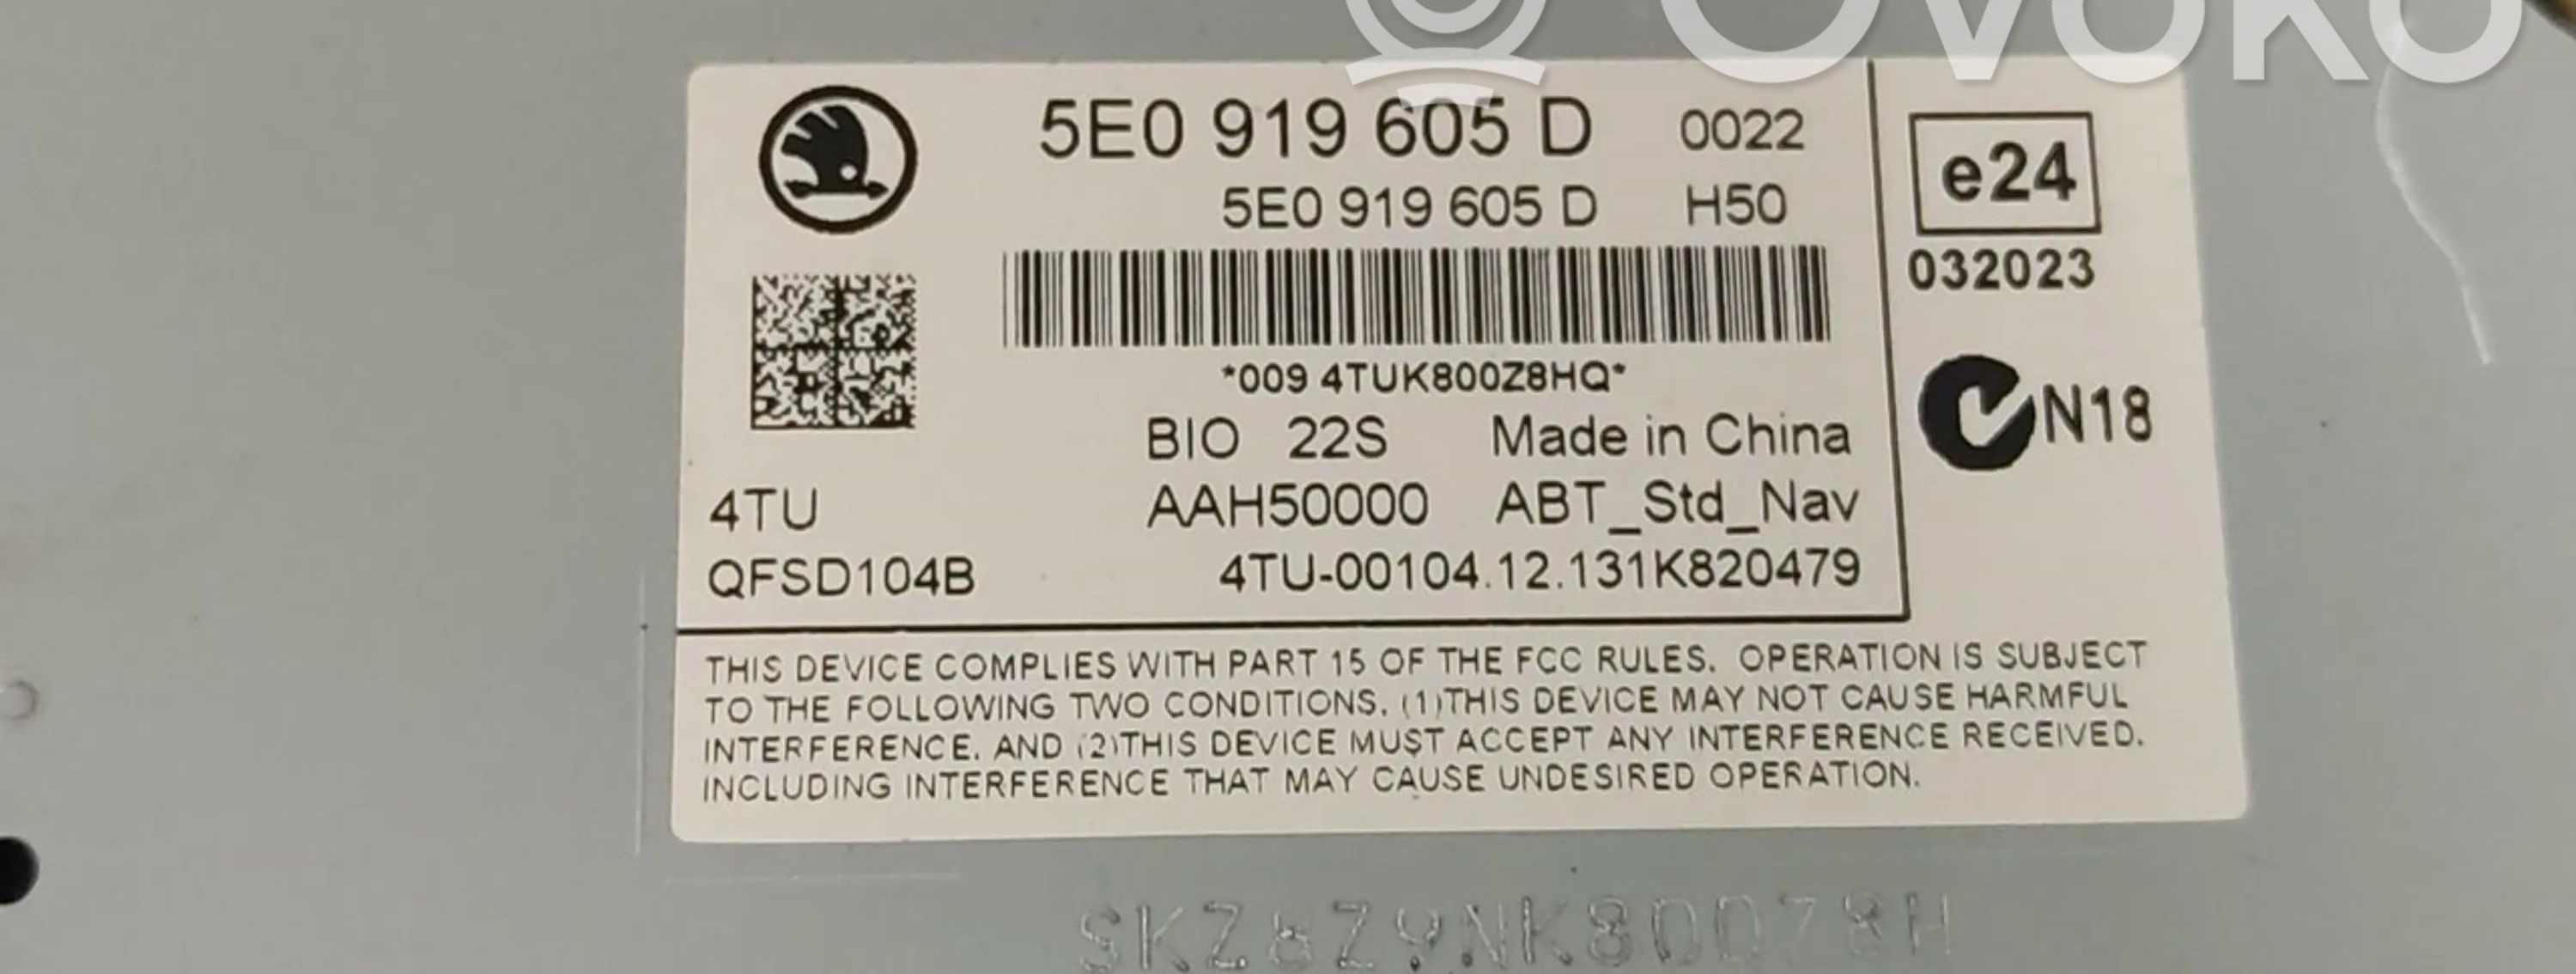 OVOKO
5E0 919 605 D 0022
5E0 919 605 D H50
e24
032023
*009 4TUK800Z8HQ*
N18
BIO 22S Made in China
4TU AAH50000 ABT_Std_Nav
QFSD104B 4TU-00104.12.131K820479
THIS DEVICE COMPLIES WITH PART 15 OF THE FCC RULES. OPERATION IS SUBJECT
TO THE FOLLOWING TWO CONDITIONS. (1)THIS DEVICE MAY NOT CAUSE HARMFUL
INTERFERENCE. AND (2)THIS DEVICE MUST ACCEPT ANY INTERFERENCE RECEIVED.
INCLUDING INTERFERENCE THAT MAY CAUSE UNDESIRED OPERATION.